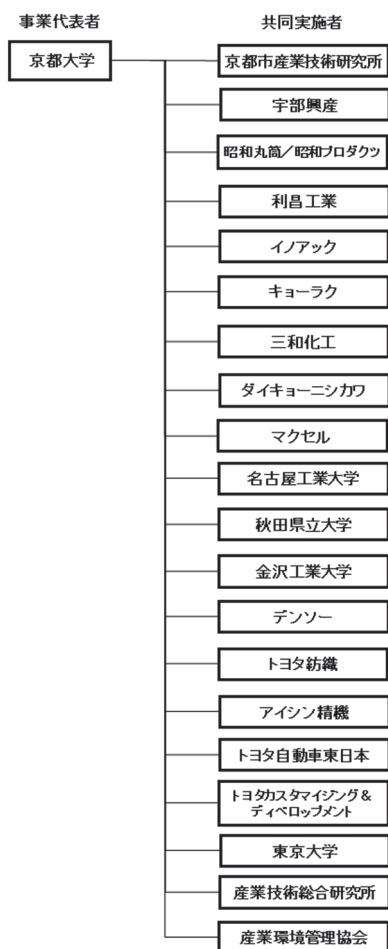 事業代表者
共同実施者
京都大学
京都市産業技術研究所
宇部興産
昭和丸筒／昭和プロダクツ
利昌工業
イノアック
キョーラク
三和化工
ダイキョーニシカワ
マクセル
名古屋工業大学
秋田県立大学
金沢工業大学
デンソー
トヨタ紡織
アイシン精機
トヨタ自動車東日本
トヨタカスタマイジング＆
ディベロップメント
東京大学
産業技術総合研究所
産業環境管理協会